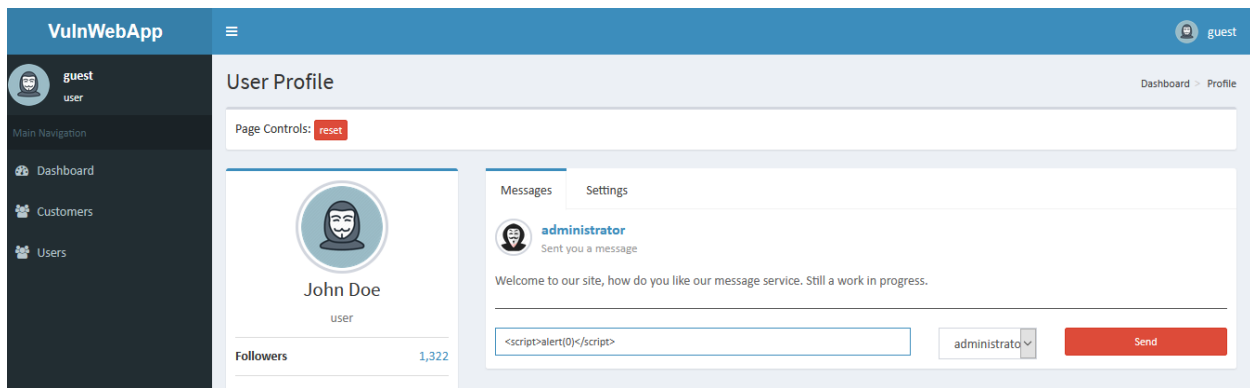 VulnWebApp
guest
guest
user
User Profile
Dashboard > Profile
Main Navigation
Page Controls: reset
Dashboard
Customers
Users
John Doe
user
Followers 1,322
Messages Settings
administrator
Sent you a message
Welcome to our site, how do you like our message service. Still a work in progress.
<script>alert(0)</script>
administrato
Send